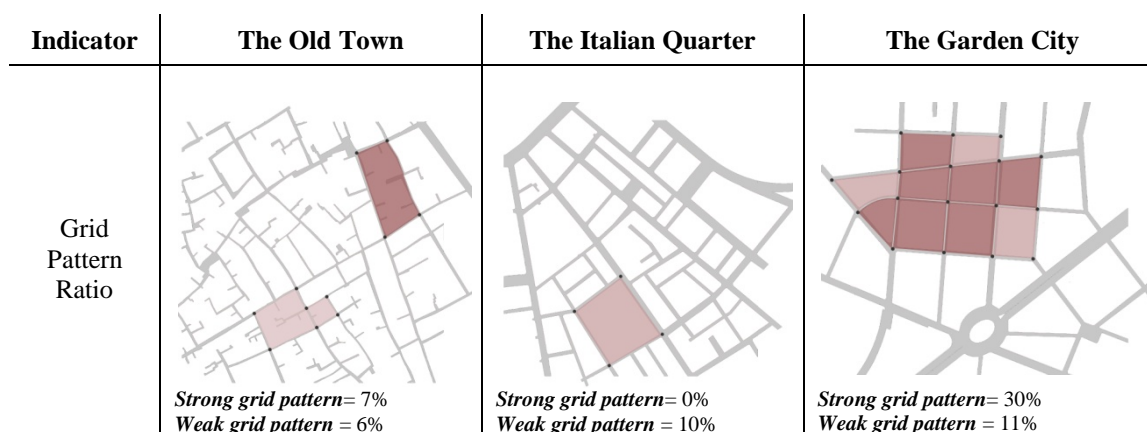 Indicator The Old Town The Italian Quarter The Garden City
Grid
Pattern
Ratio
Strong grid pattern= 7%
Weak grid pattern = 6%
Strong grid pattern= 0%
Weak grid pattern = 10%
Strong grid pattern= 30%
Weak grid pattern = 11%